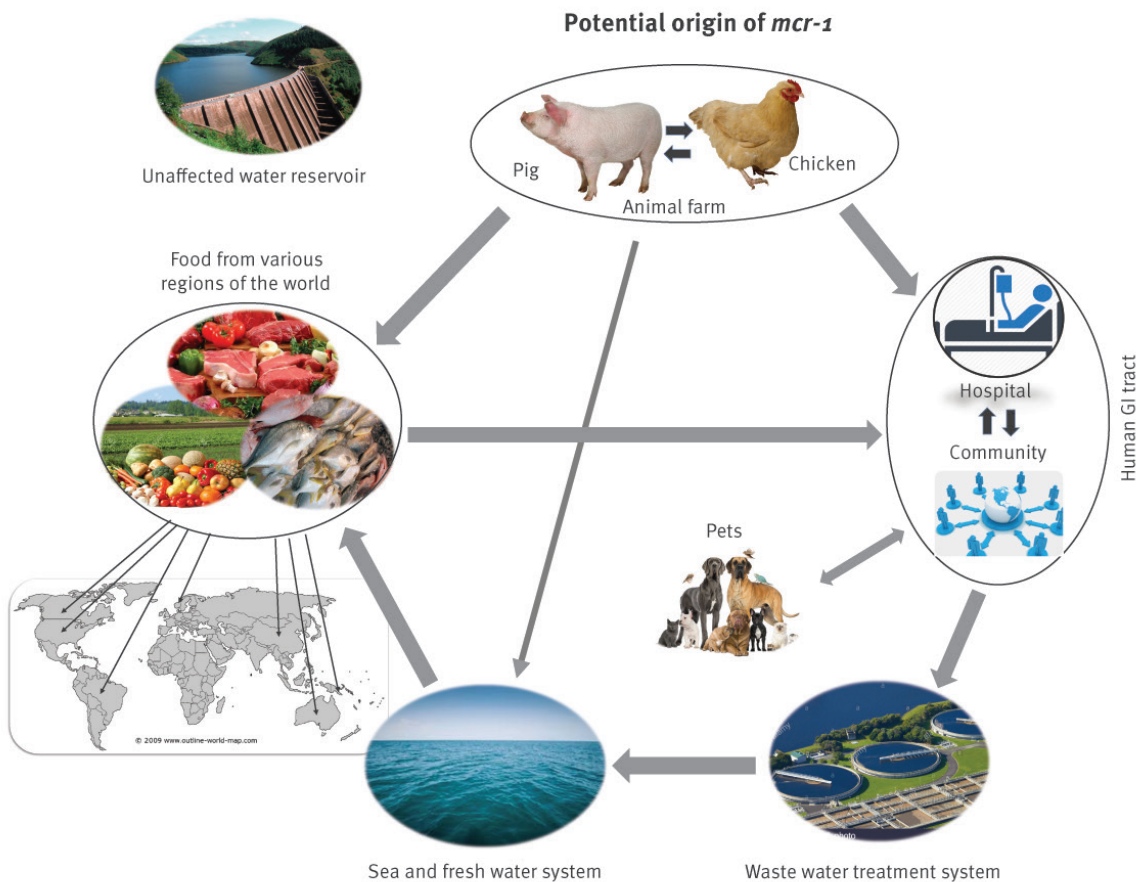 Potential origin of mcr-1
Unaffected water reservoir
Pig
Chicken
Animal farm
Food from various
regions of the world
Hospital
Community
Human GI tract
Pets
© 2009 www.outline-world-map.com
Sea and fresh water system
Waste water treatment system